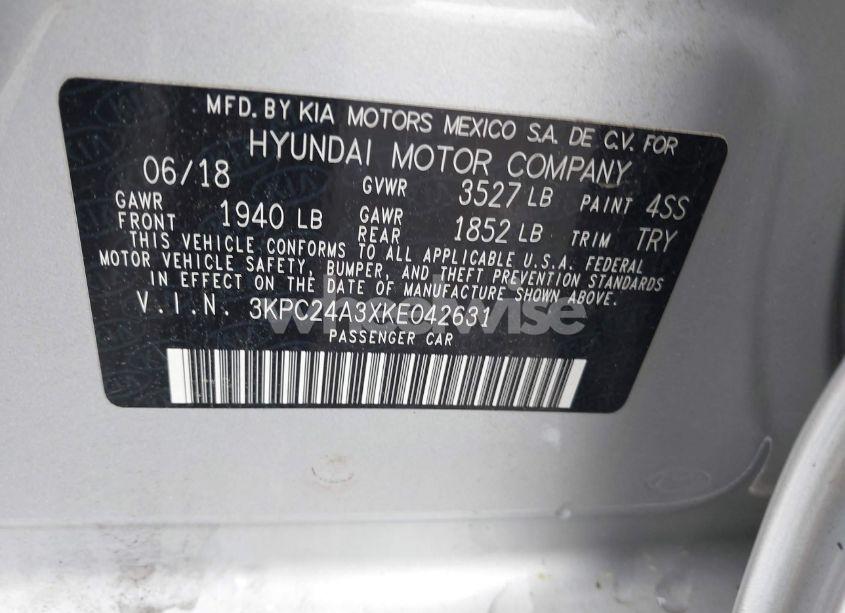 MFD. BY KIA MOTORS MEXICO S.A. DE C.V. FOR
HYUNDAI MOTOR COMPANY
06/18 GVWR 3527 LB PAINT 4SS
GAWR FRONT 1940 LB GAWR REAR 1852 LB TRIM TRY
THIS VEHICLE CONFORMS TO ALL APPLICABLE U.S.A. FEDERAL
MOTOR VEHICLE SAFETY, BUMPER, AND THEFT PREVENTION STANDARDS
IN EFFECT ON THE DATE OF MANUFACTURE SHOWN ABOVE.
V.I.N. 3KPC24A3XKE042631
wheelwise
PASSENGER CAR